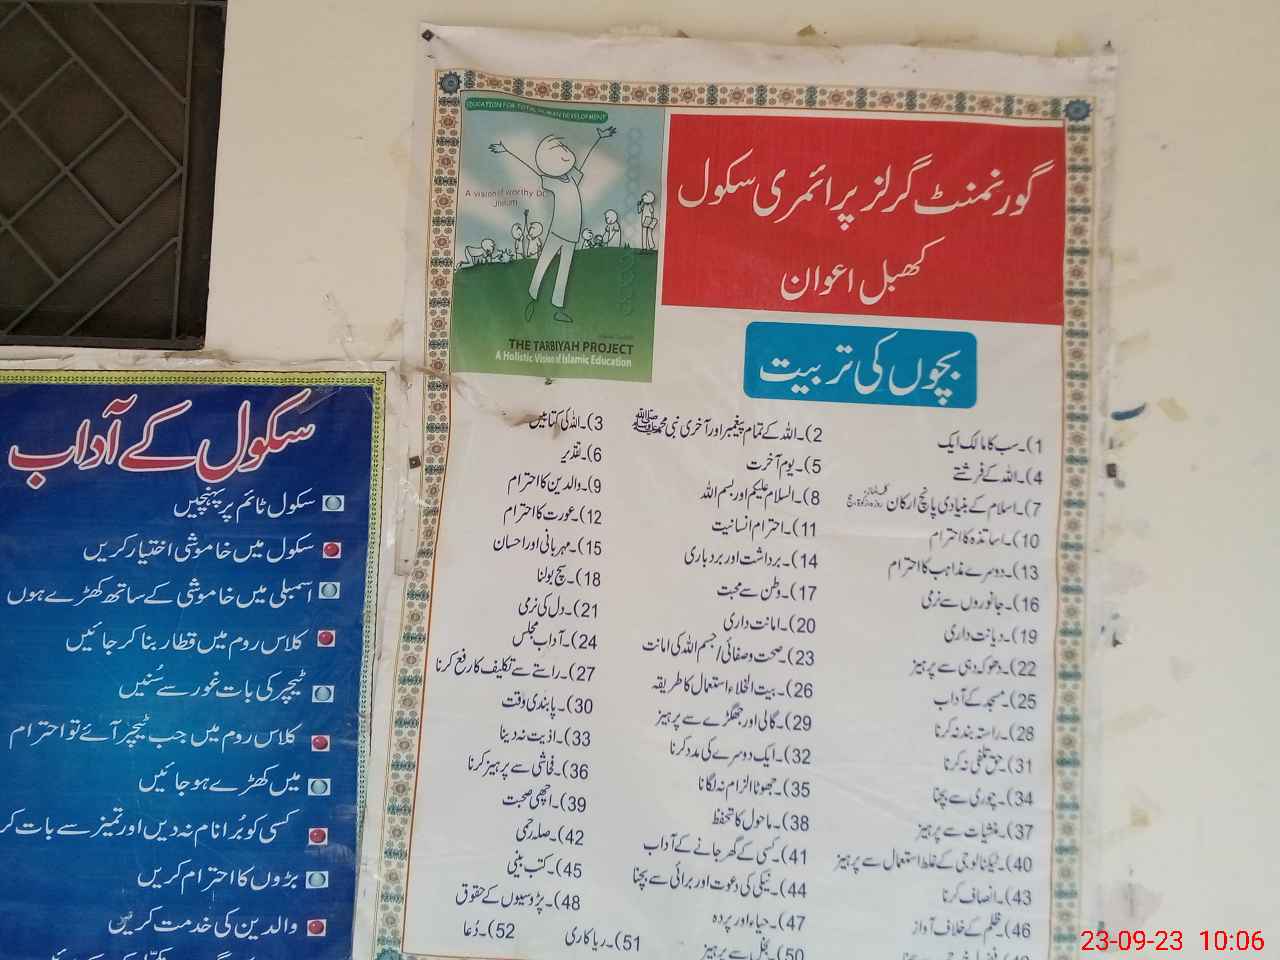 EDUCATION FOR TOTAL HUMAN DEVELOPMENT
A vision of worthy DC
Jhelum
THE TARBIYAH PROJECT
A Holistic Vision of Islamic Education
گورنمنٹ گرلز پرائمری سکول
کھبل اعوان
بچوں کی تربیت
1)۔ سب کا مالک ایک 2)۔ اللہ کے تمام پیغمبر اور آخری نبی محمد ﷺ 3)۔ اللہ کی کتابیں
4)۔ اللہ کے فرشتے 5)۔ یوم آخرت 6)۔ تقدیر
7)۔ اسلام کے بنیادی پانچ ارکان 8)۔ السلام علیکم اور بسم اللہ 9)۔ والدین کا احترام
10)۔ اساتذہ کا احترام 11)۔ احترام انسانیت 12)۔ عورت کا احترام
13)۔ دوسرے مذاہب کا احترام 14)۔ برداشت اور بردباری 15)۔ مہربانی اور احسان
16)۔ جانوروں سے نرمی 17)۔ وطن سے محبت 18)۔ سچ بولنا
19)۔ دیانت داری 20)۔ امانت داری 21)۔ دل کی نرمی
22)۔ دھوکہ دہی سے پرہیز 23)۔ صحت و صفائی/جسم اللہ کی امانت 24)۔ آداب مجلس
25)۔ مسجد کے آداب 26)۔ بیت الخلاء استعمال کا طریقہ 27)۔ راستے سے تکلیف کا رفع کرنا
28)۔ راستہ بند نہ کرنا 29)۔ گالی اور جھگڑے سے پرہیز 30)۔ پابندی وقت
31)۔ حق تلفی نہ کرنا 32)۔ ایک دوسرے کی مدد کرنا 33)۔ اذیت نہ دینا
34)۔ چوری سے بچنا 35)۔ جھوٹا الزام نہ لگانا 36)۔ فحاشی سے پرہیز کرنا
37)۔ منشیات سے پرہیز 38)۔ ماحول کا تحفظ 39)۔ اچھی صحبت
40)۔ ٹیکنالوجی کے غلط استعمال سے پرہیز 41)۔ کسی کے گھر جانے کے آداب 42)۔ صلہ رحمی
43)۔ انصاف کرنا 44)۔ نیکی کی دعوت اور برائی سے بچنا 45)۔ کتب بینی
46)۔ ظلم کے خلاف آواز 47)۔ حیاء اور پردہ 48)۔ پڑوسیوں کے حقوق
50)۔ بخل سے پرہیز 51)۔ ریاکاری 52)۔ دُعا
سکول کے آداب
سکول ٹائم پر پہنچیں
سکول میں خاموشی اختیار کریں
اسمبلی میں خاموشی کے ساتھ کھڑے ہوں
کلاس روم میں قطار بنا کر جائیں
ٹیچر کی بات غور سے سُنیں
کلاس روم میں جب ٹیچر آئے تو احترام
میں کھڑے ہو جائیں
کسی کو بُرا نام نہ دیں اور تمیز سے بات کر
بڑوں کا احترام کریں
والدین کی خدمت کریں
23-09-23 10:06